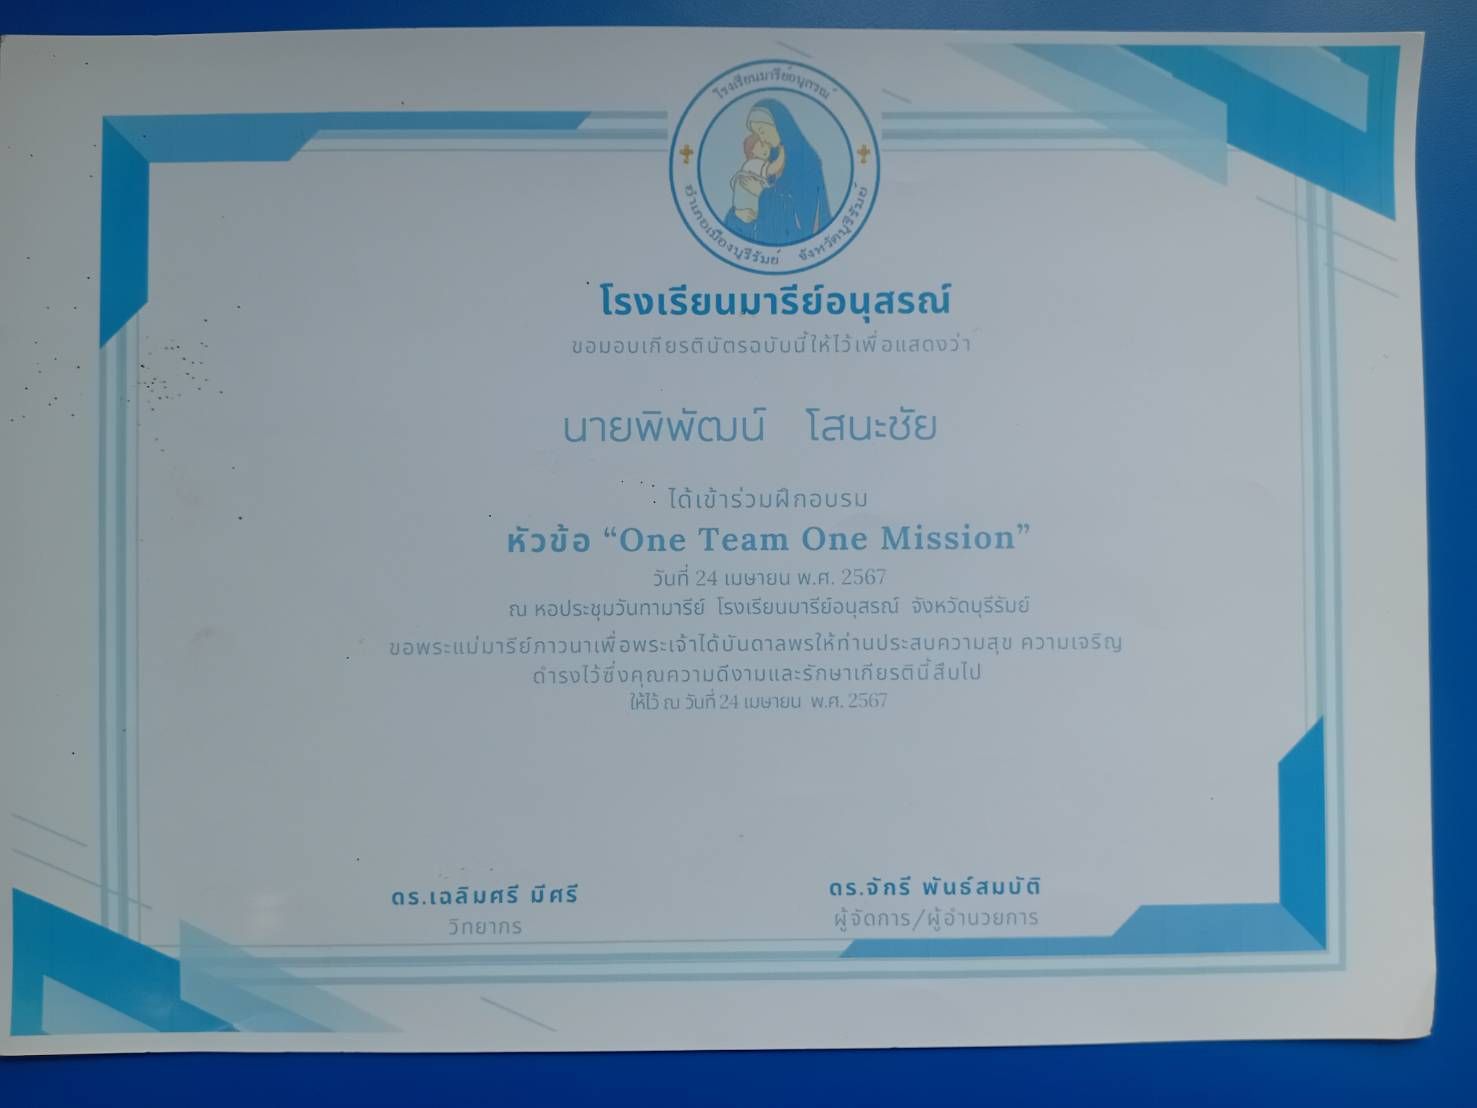 โรงเรียนมารีย์อนุสรณ์
อำเภอเมืองบุรีรัมย์ จังหวัดบุรีรัมย์
โรงเรียนมารีย์อนุสรณ์
ขอมอบเกียรติบัตรฉบับนี้ให้ไว้เพื่อแสดงว่า
นายพิพัฒน์ โสนะชัย
ได้เข้าร่วมฝึกอบรม
หัวข้อ “One Team One Mission”
วันที่ 24 เมษายน พ.ศ. 2567
ณ หอประชุมวันทามารีย์ โรงเรียนมารีย์อนุสรณ์ จังหวัดบุรีรัมย์
ขอพระแม่มารีย์ภาวนาเพื่อพระเจ้าได้บันดาลพรให้ท่านประสบความสุข ความเจริญ
ดำรงไว้ซึ่งคุณความดีงามและรักษาเกียรตินี้สืบไป
ให้ไว้ ณ วันที่ 24 เมษายน พ.ศ. 2567
ดร.เฉลิมศรี มีศรี
วิทยากร
ดร.จักรี พันธ์สมบัติ
ผู้จัดการ/ผู้อำนวยการ